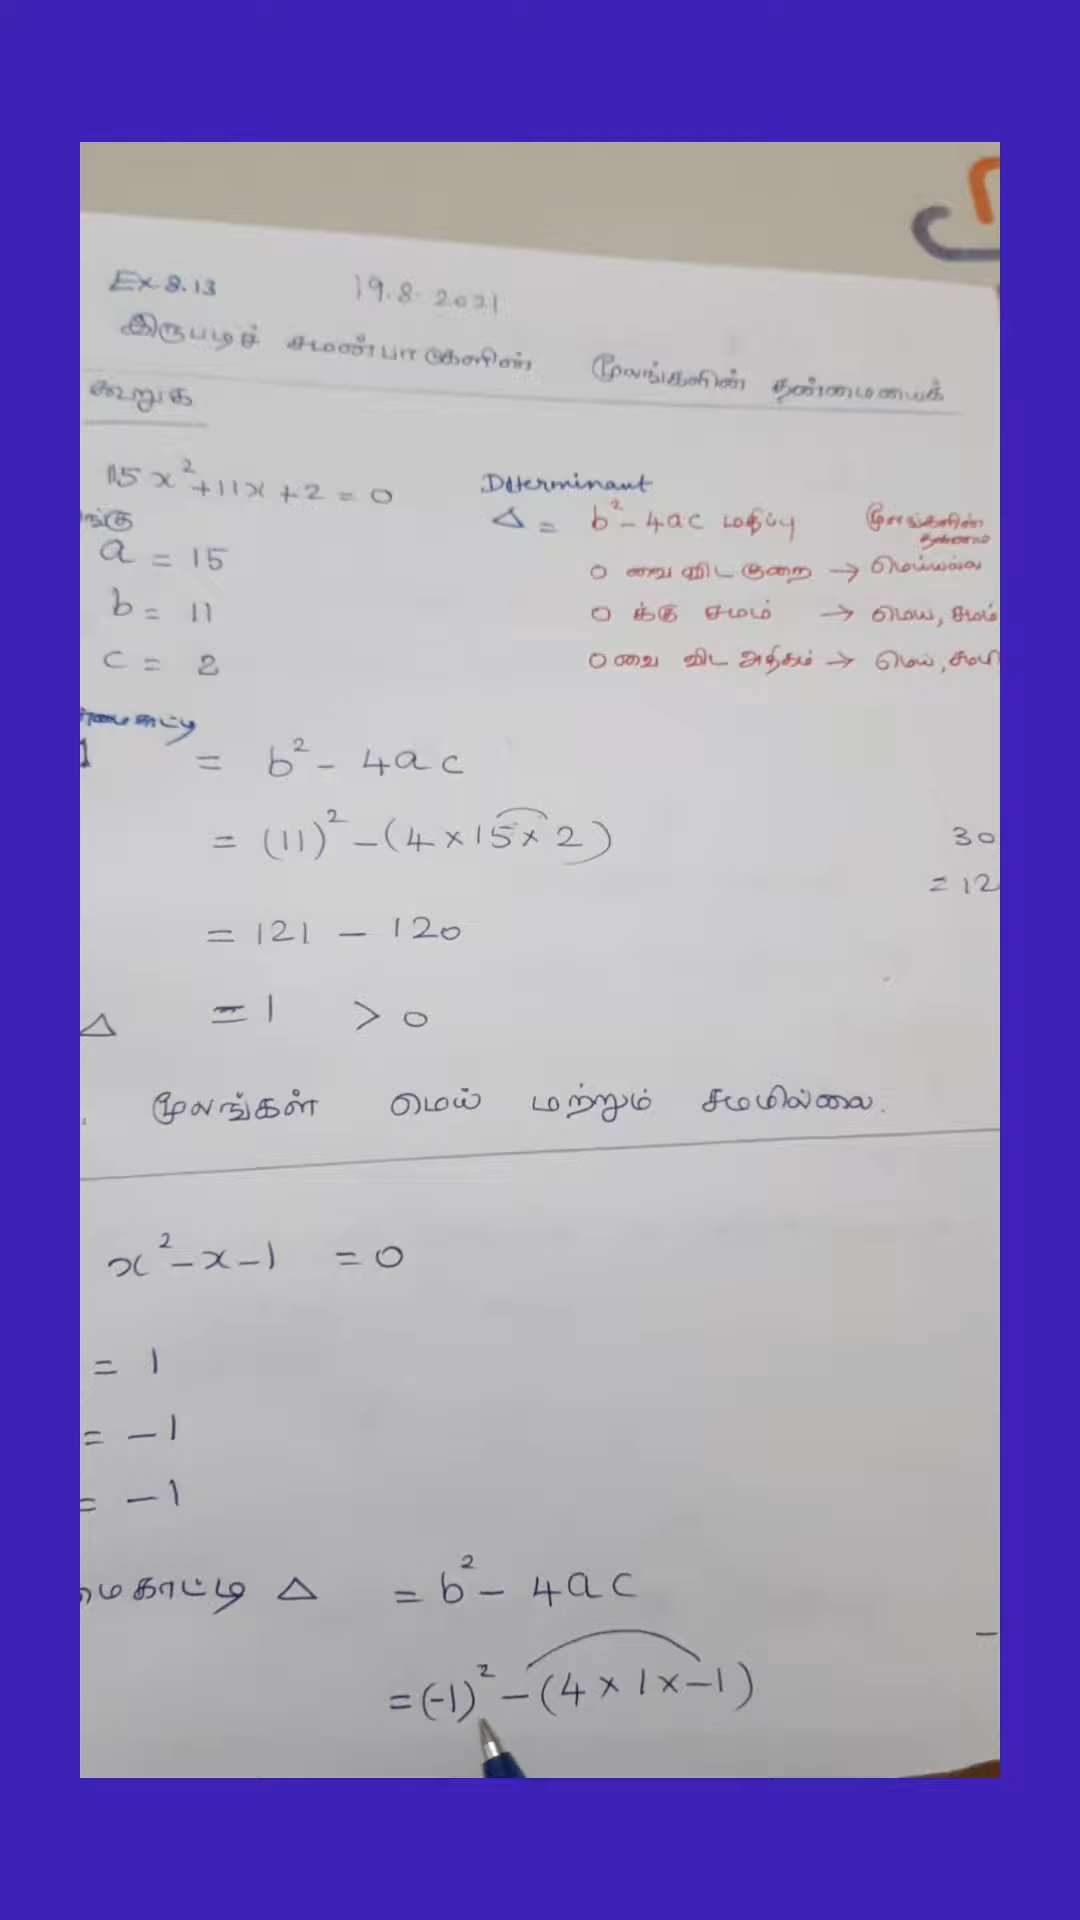 Ex 8.13 19.8.2021
இருபடிச் சமன்பாடுகளின் மூலங்களின் தன்மையைக்
கூறுக
15x² + 11x + 2 = 0
ங்கு
a = 15
b = 11
c = 2
Determinant
Δ = b² - 4ac மதிப்பு மூலங்களின்
0 வை விட குறை → மெய்யல்ல
0 க்கு சமம் → மெய், சமம்
0 வை விட அதிகம் → மெய், சமமி
மைகாட்டி
= b² - 4ac
= (11)² - (4 × 15 × 2)
30
= 12
= 121 - 120
Δ = 1 > 0
மூலங்கள் மெய் மற்றும் சமமில்லை.
x² - x - 1 = 0
= 1
= -1
= -1
மைகாட்டி Δ = b² - 4ac
= (-1)² - (4 × 1 × -1)